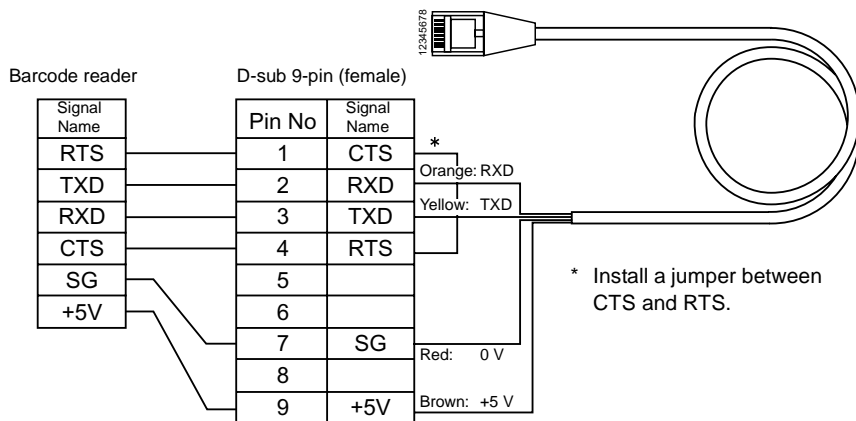 12345678
Barcode reader
D-sub 9-pin (female)
Signal Name
Pin No
Signal Name
RTS
1
CTS
*
TXD
2
RXD
Orange: RXD
RXD
3
TXD
Yellow: TXD
CTS
4
RTS
SG
5
+5V
6
7
SG
Red: 0 V
8
9
+5V
Brown: +5 V
* Install a jumper between
CTS and RTS.